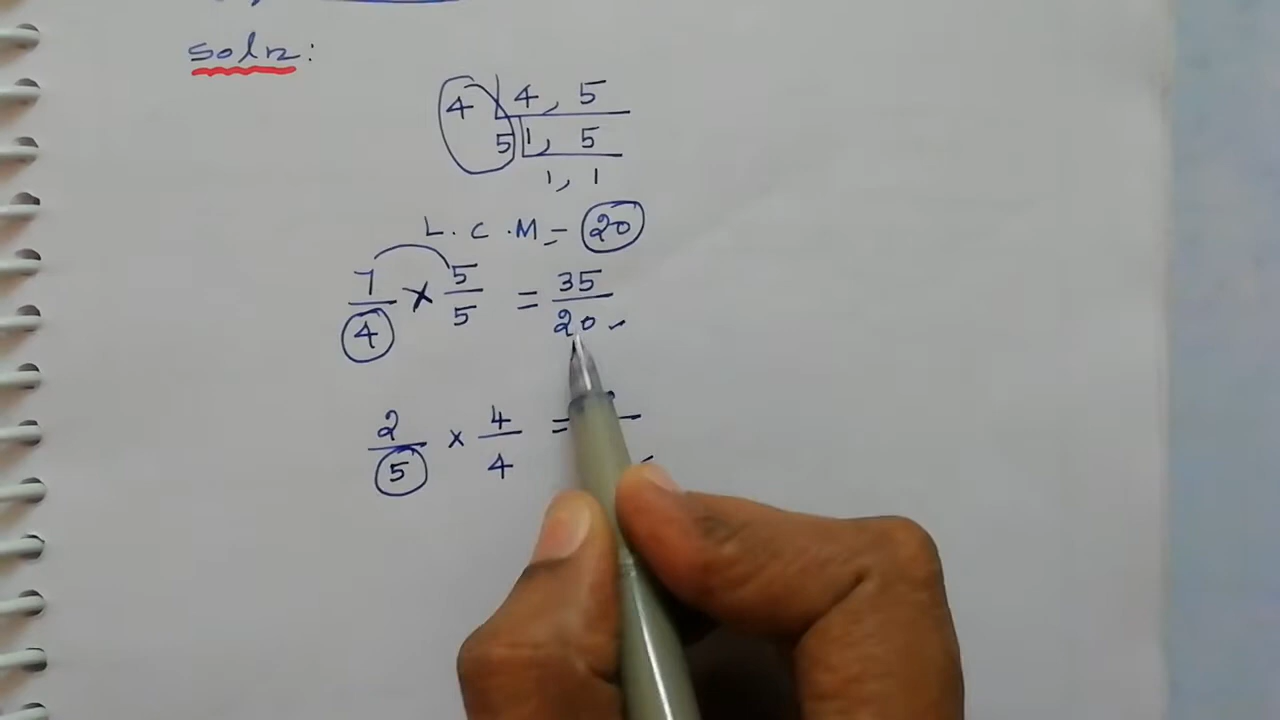 Soln:
4 | 4, 5
5 | 1, 5
1, 1
L.C.M = 20
7/4 × 5/5 = 35/20
2/5 × 4/4 =